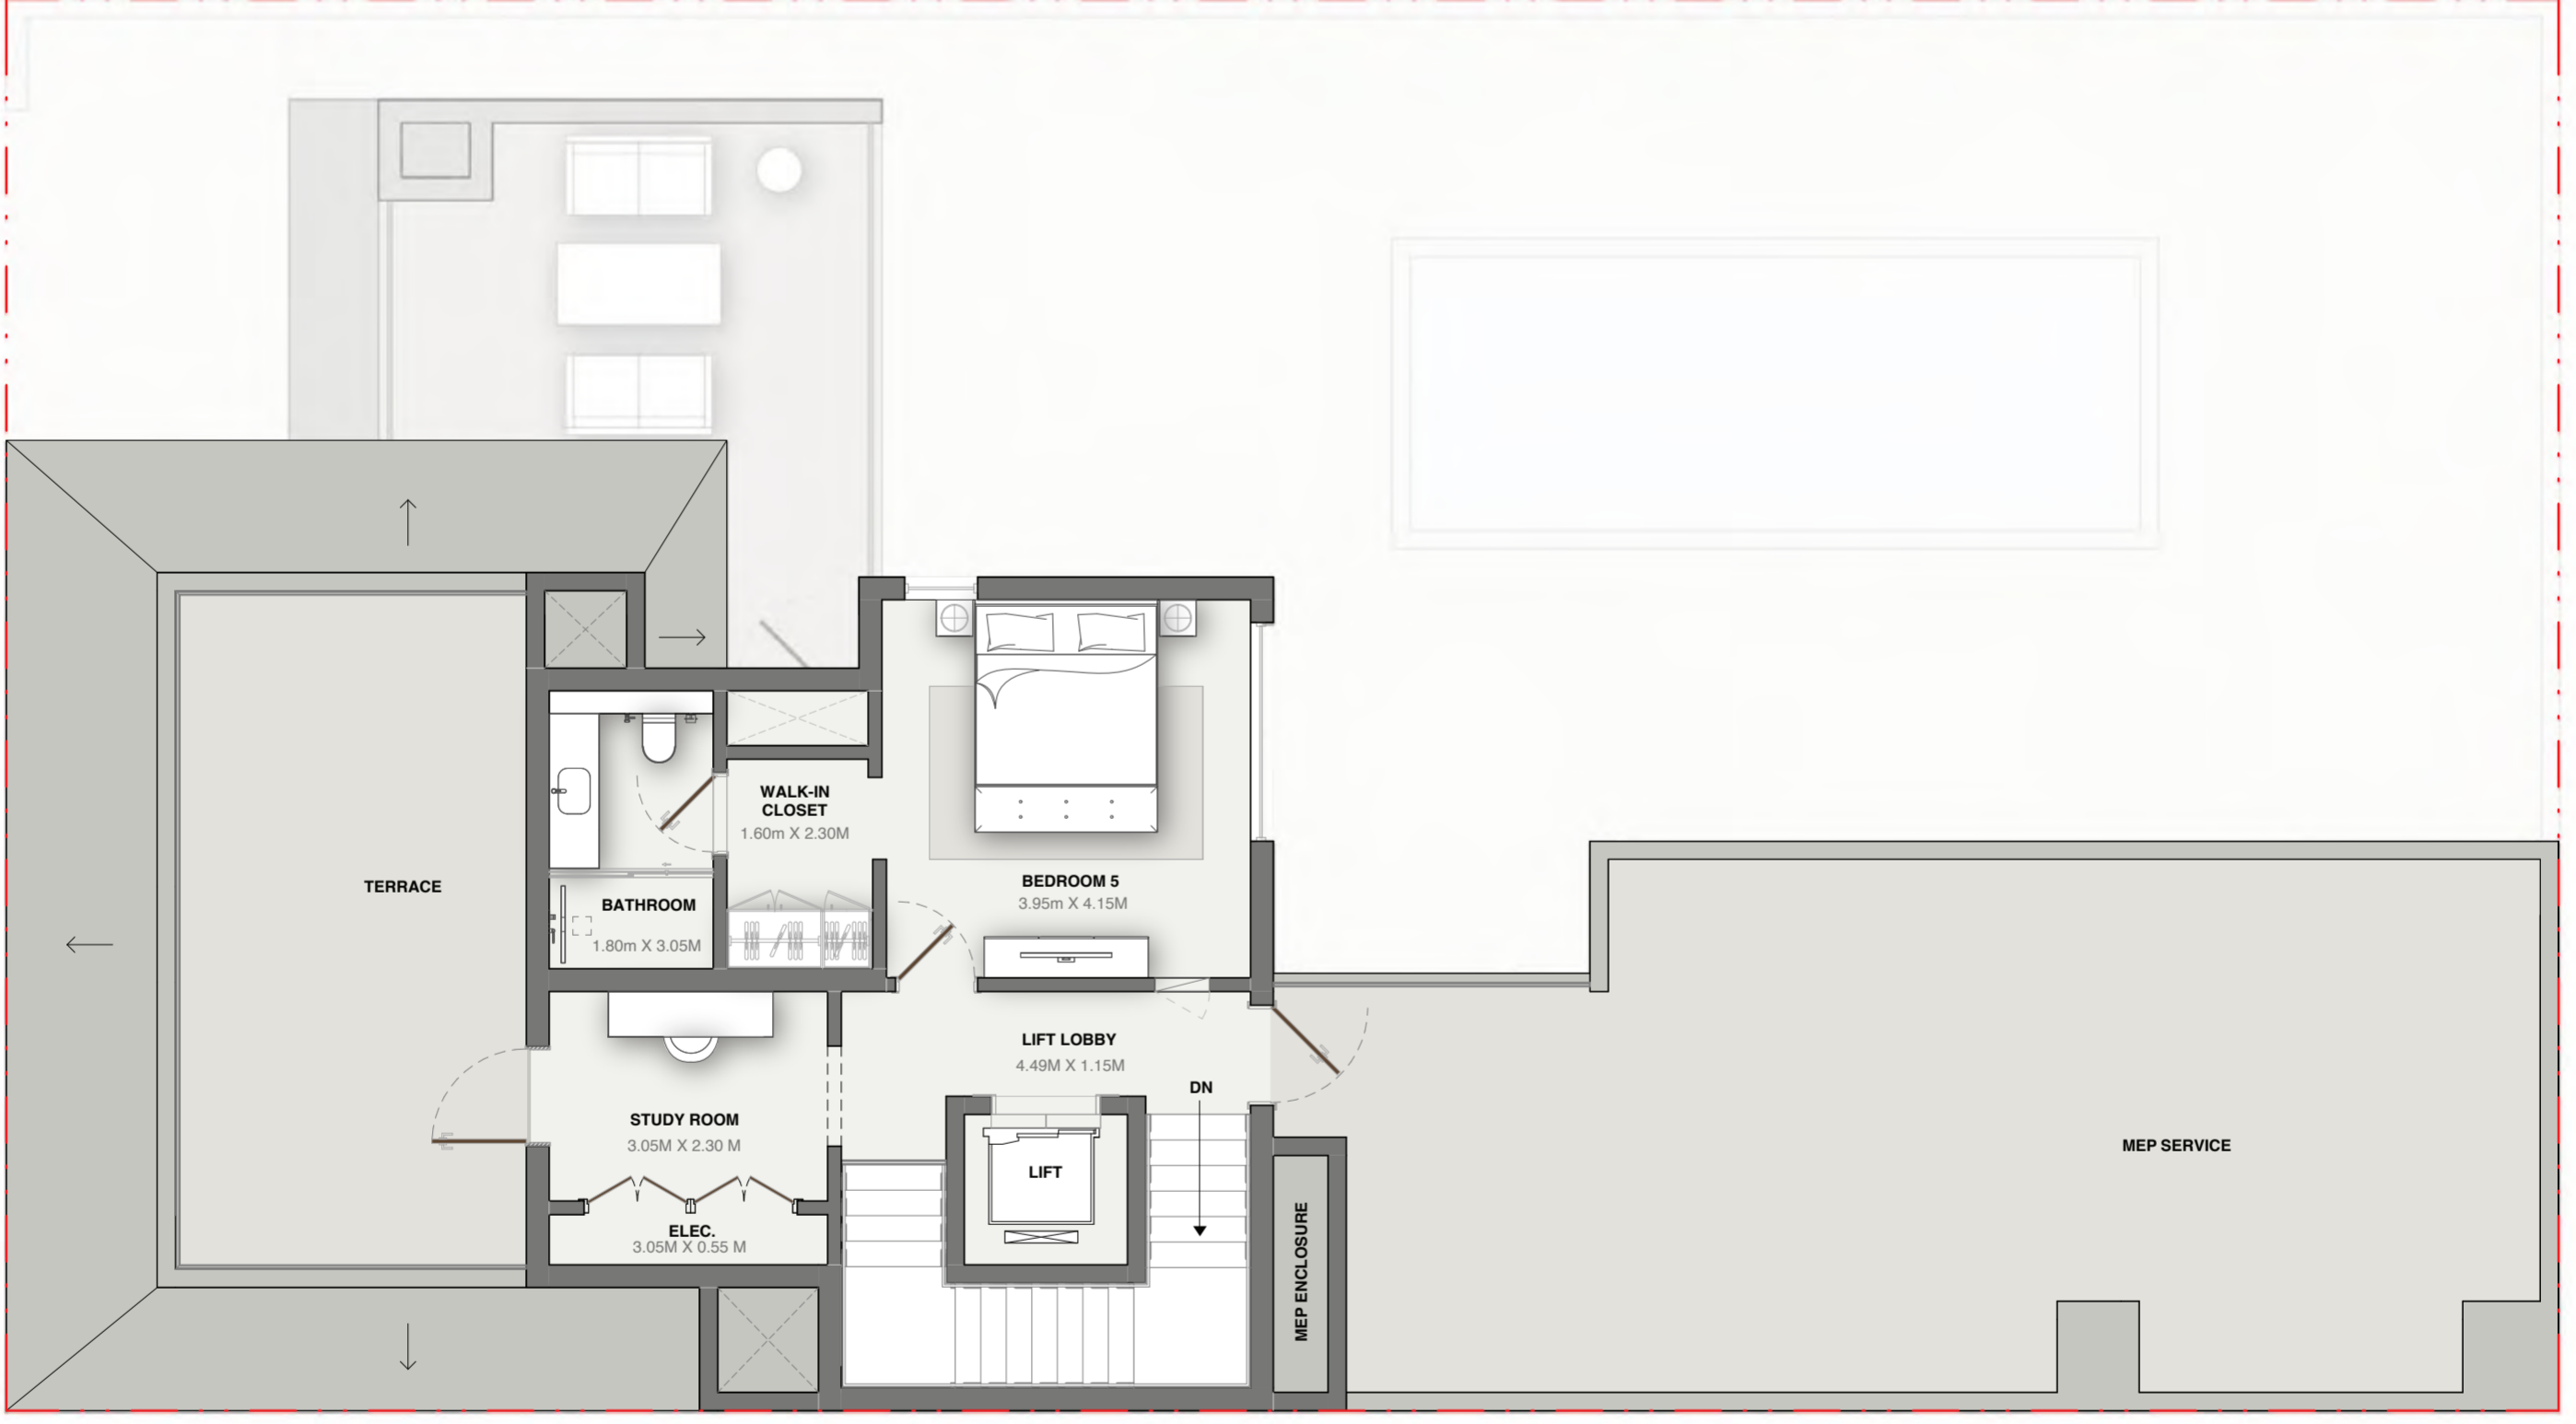 WALK-IN
CLOSET
1.60m X 2.30M
TERRACE
BEDROOM 5
3.95m X 4.15M
BATHROOM
1.80m X 3.05M
LIFT LOBBY
4.49M X 1.15M
DN
STUDY ROOM
3.05M X 2.30 M
MEP SERVICE
LIFT
ELEC.
3.05M X 0.55 M
MEP ENCLOSURE